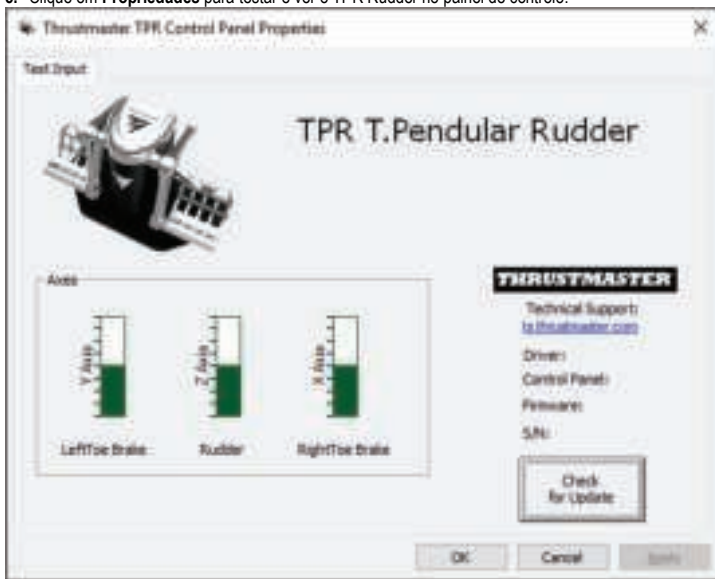 Clique em Propriedades para testar e ver o TPR Rudder no painel do controlo.
Thrustmaster TPR Control Panel Properties
Test Input
TPR T.Pendular Rudder
Axes
Y Axis
Z Axis
X Axis
LeftToe Brake
Rudder
RightToe Brake
THRUSTMASTER
Technical Support:
ts.thrustmaster.com
Driver:
Control Panel:
Firmware:
S/N:
Check
for Update
OK
Cancel
Apply